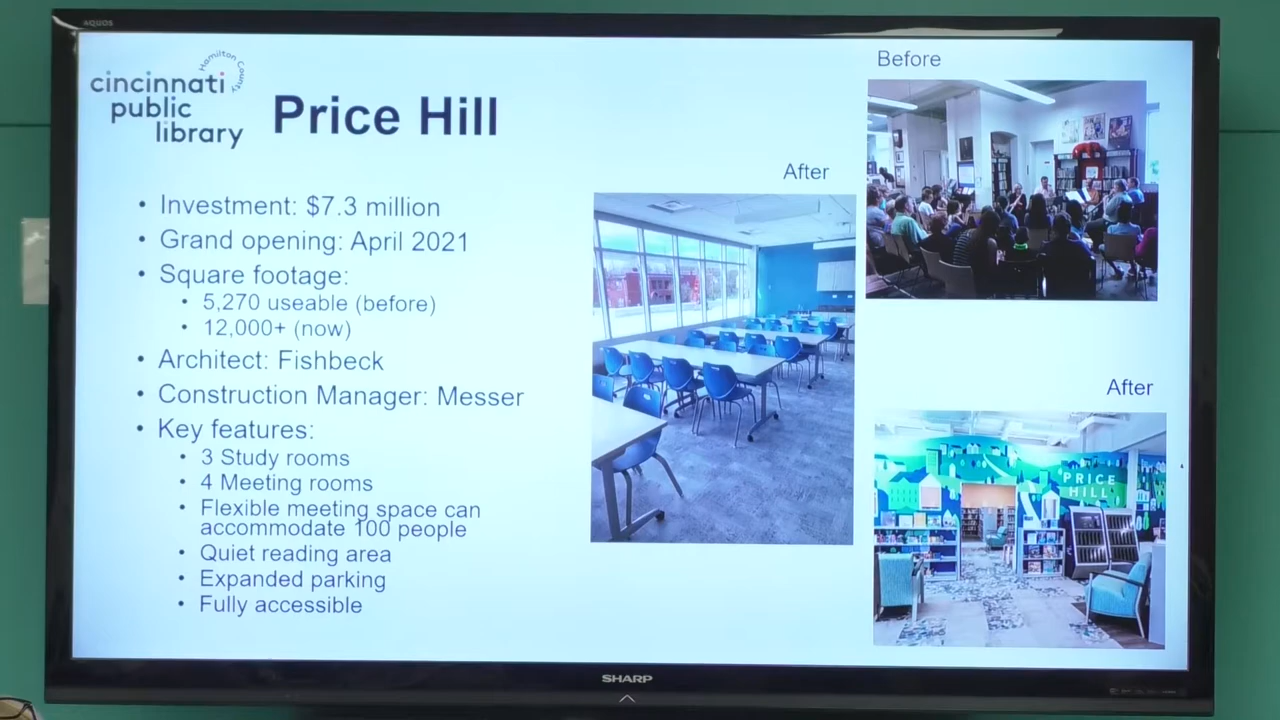 AQUOS
Hamilton County
cincinnati
public
library
Price Hill
• Investment: $7.3 million
• Grand opening: April 2021
• Square footage:
• 5,270 useable (before)
• 12,000+ (now)
• Architect: Fishbeck
• Construction Manager: Messer
• Key features:
• 3 Study rooms
• 4 Meeting rooms
• Flexible meeting space can
accommodate 100 people
• Quiet reading area
• Expanded parking
• Fully accessible
After
Before
After
PRICE
HILL
SHARP